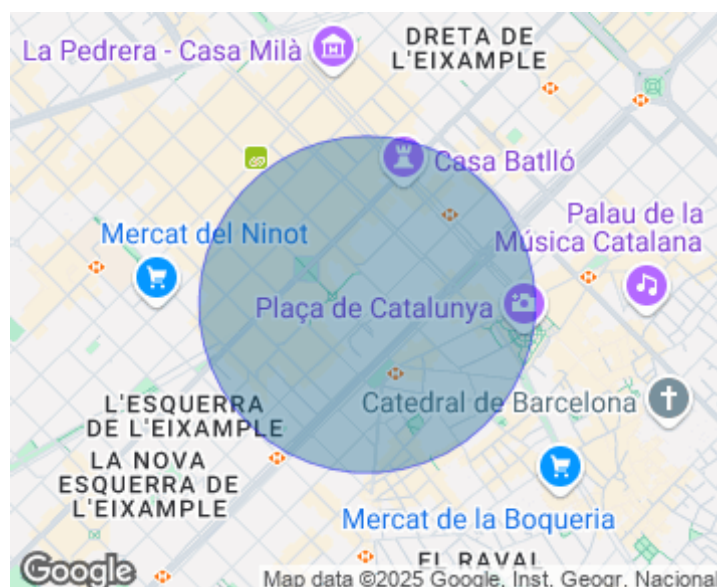 La Pedrera - Casa Milà
DRETA DE
L'EIXAMPLE
Casa Batlló
Mercat del Ninot
Palau de la
Música Catalana
Plaça de Catalunya
L'ESQUERRA
DE L'EIXAMPLE
Catedral de Barcelona
LA NOVA
ESQUERRA DE
L'EIXAMPLE
Mercat de la Boqueria
EL RAVAL
Google
Map data ©2025 Google, Inst. Geogr. Nacional